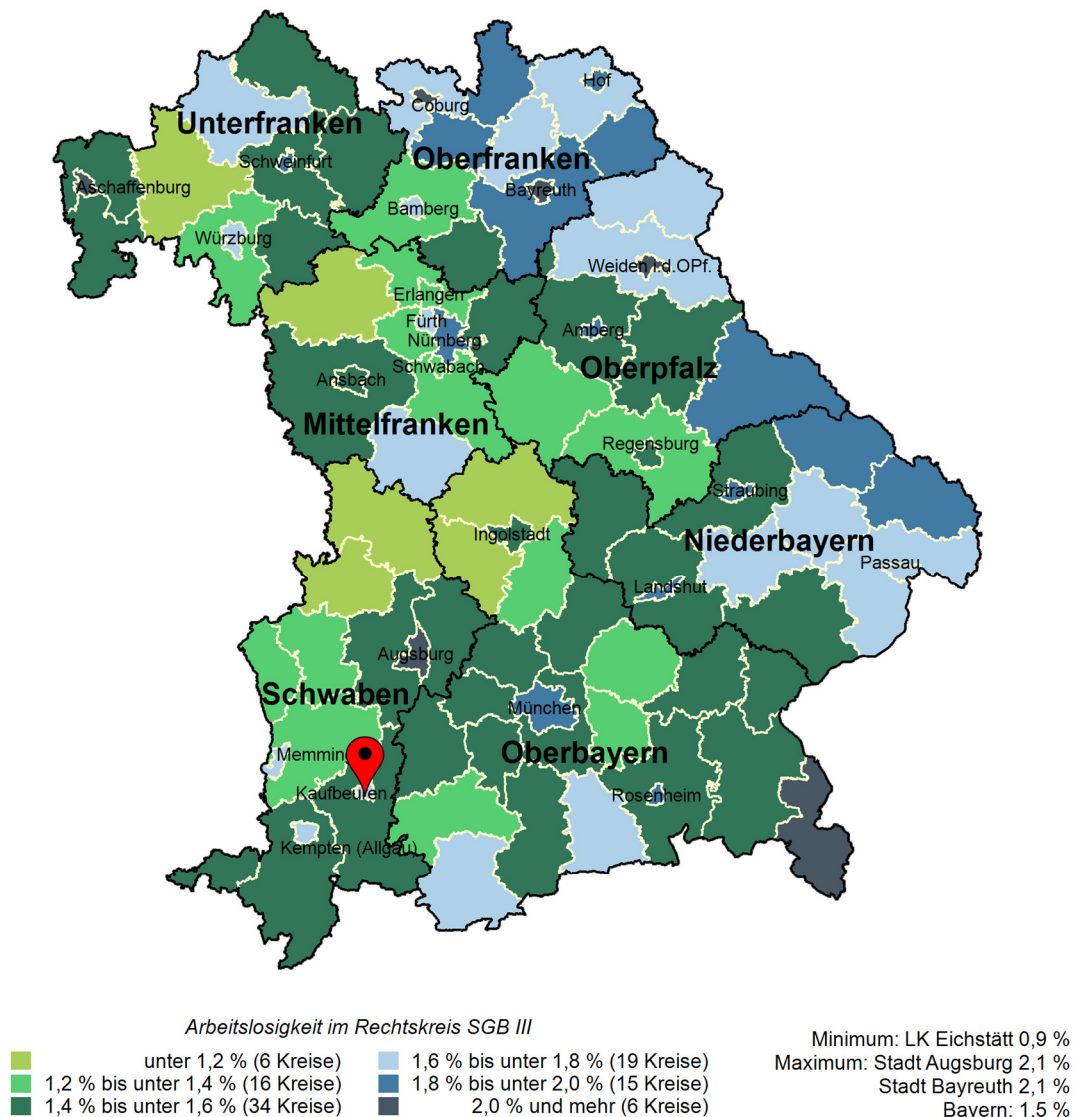 Hof
Coburg
Unterfranken
Oberfranken
Schweinfurt
Aschaffenburg
Bayreuth
Bamberg
Würzburg
Weiden i.d.OPf.
Erlangen
Fürth
Nürnberg
Amberg
Schwabach
Oberpfalz
Ansbach
Mittelfranken
Regensburg
Straubing
Ingolstadt
Niederbayern
Passau
Landshut
Augsburg
Schwaben
München
Oberbayern
Memmin
Kaufbeuren
Rosenheim
Kempten (Allgäu)
Arbeitslosigkeit im Rechtskreis SGB III
unter 1,2 % (6 Kreise)
1,2 % bis unter 1,4 % (16 Kreise)
1,4 % bis unter 1,6 % (34 Kreise)
1,6 % bis unter 1,8 % (19 Kreise)
1,8 % bis unter 2,0 % (15 Kreise)
2,0 % und mehr (6 Kreise)
Minimum: LK Eichstätt 0,9 %
Maximum: Stadt Augsburg 2,1 %
Stadt Bayreuth 2,1 %
Bayern: 1,5 %